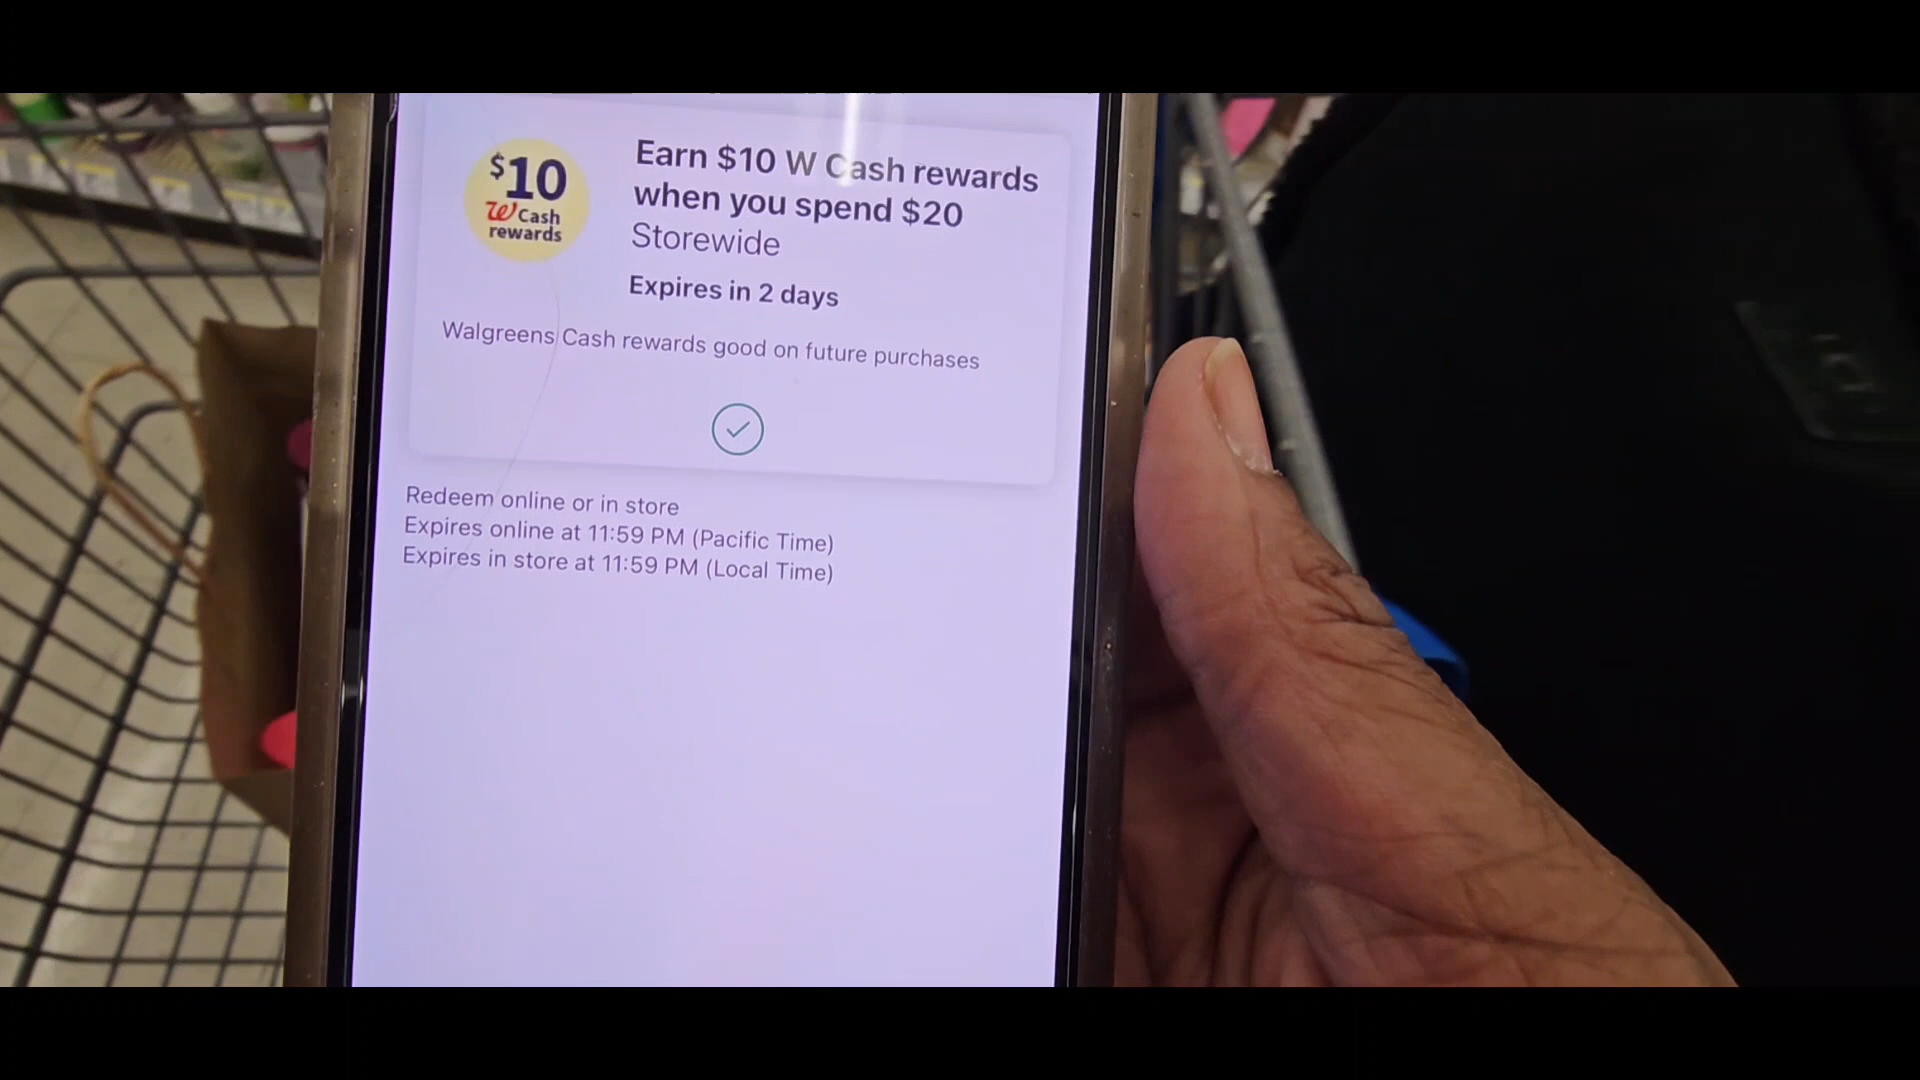 $10
W Cash
rewards
Earn $10 W Cash rewards
when you spend $20
Storewide
Expires in 2 days
Walgreens Cash rewards good on future purchases
Redeem online or in store
Expires online at 11:59 PM (Pacific Time)
Expires in store at 11:59 PM (Local Time)